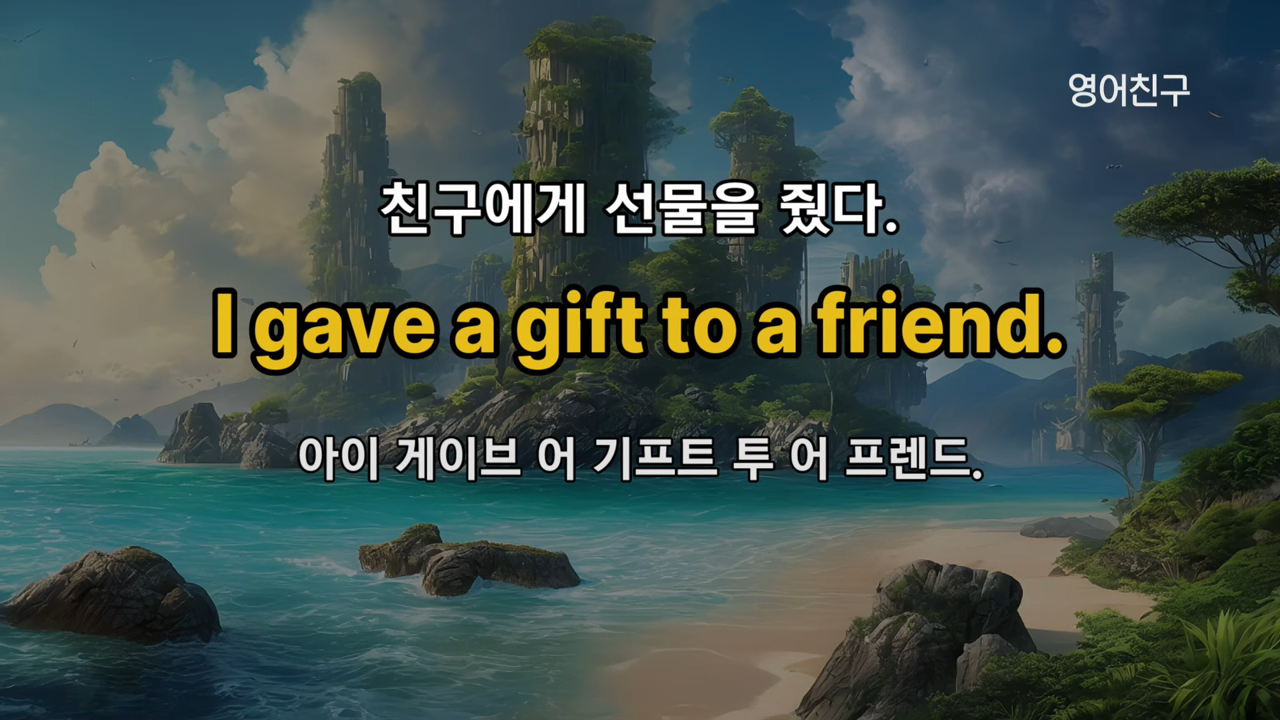 영어친구
친구에게 선물을 줬다.
I gave a gift to a friend.
아이 게이브 어 기프트 투 어 프렌드.